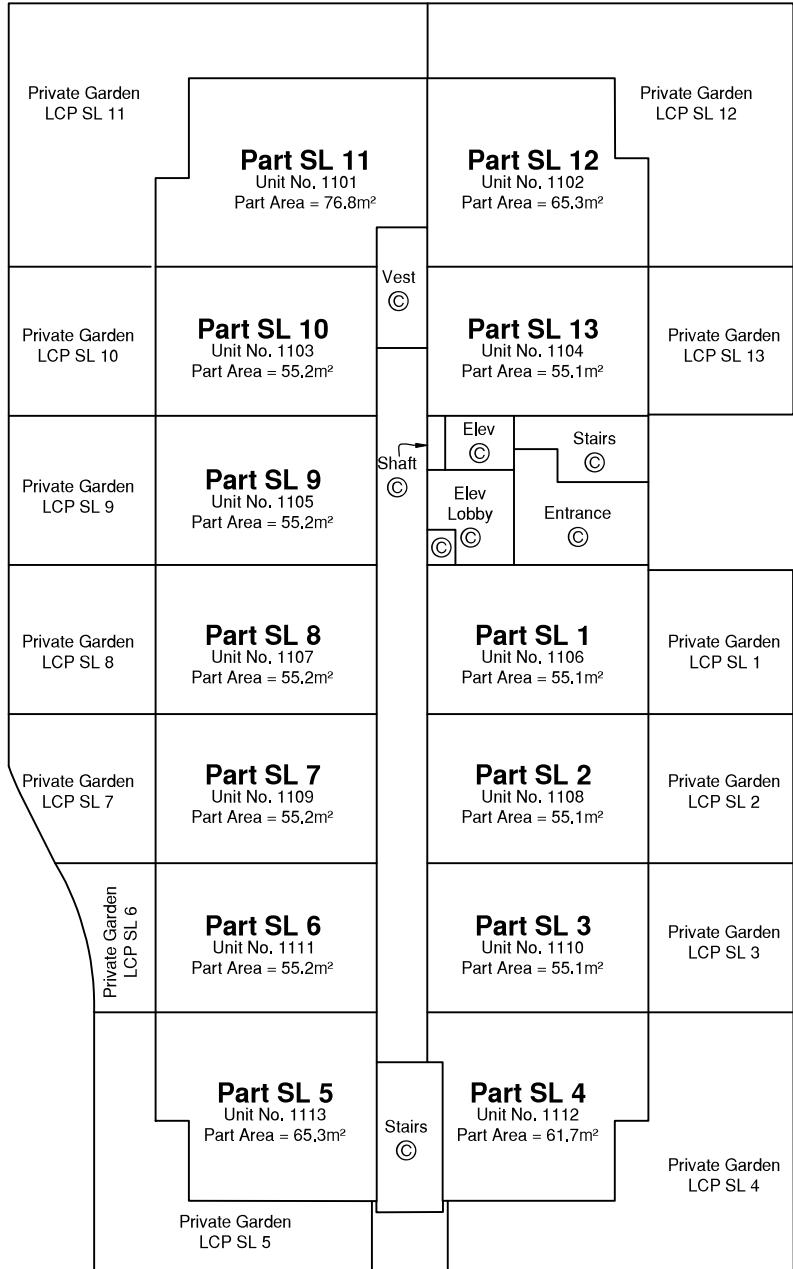 Private Garden
LCP SL 11
Part SL 11
Unit No. 1101
Part Area = 76.8m²
Part SL 12
Unit No. 1102
Part Area = 65.3m²
Private Garden
LCP SL 12
Vest
©
Private Garden
LCP SL 10
Part SL 10
Unit No. 1103
Part Area = 55.2m²
Part SL 13
Unit No. 1104
Part Area = 55.1m²
Private Garden
LCP SL 13
Private Garden
LCP SL 9
Part SL 9
Unit No. 1105
Part Area = 55.2m²
Shaft
©
Elev
©
Stairs
©
Elev
Lobby
©
©
Entrance
©
Private Garden
LCP SL 8
Part SL 8
Unit No. 1107
Part Area = 55.2m²
Part SL 1
Unit No. 1106
Part Area = 55.1m²
Private Garden
LCP SL 1
Private Garden
LCP SL 7
Part SL 7
Unit No. 1109
Part Area = 55.2m²
Part SL 2
Unit No. 1108
Part Area = 55.1m²
Private Garden
LCP SL 2
Private Garden
LCP SL 6
Part SL 6
Unit No. 1111
Part Area = 55.2m²
Part SL 3
Unit No. 1110
Part Area = 55.1m²
Private Garden
LCP SL 3
Part SL 5
Unit No. 1113
Part Area = 65.3m²
Stairs
©
Part SL 4
Unit No. 1112
Part Area = 61.7m²
Private Garden
LCP SL 4
Private Garden
LCP SL 5